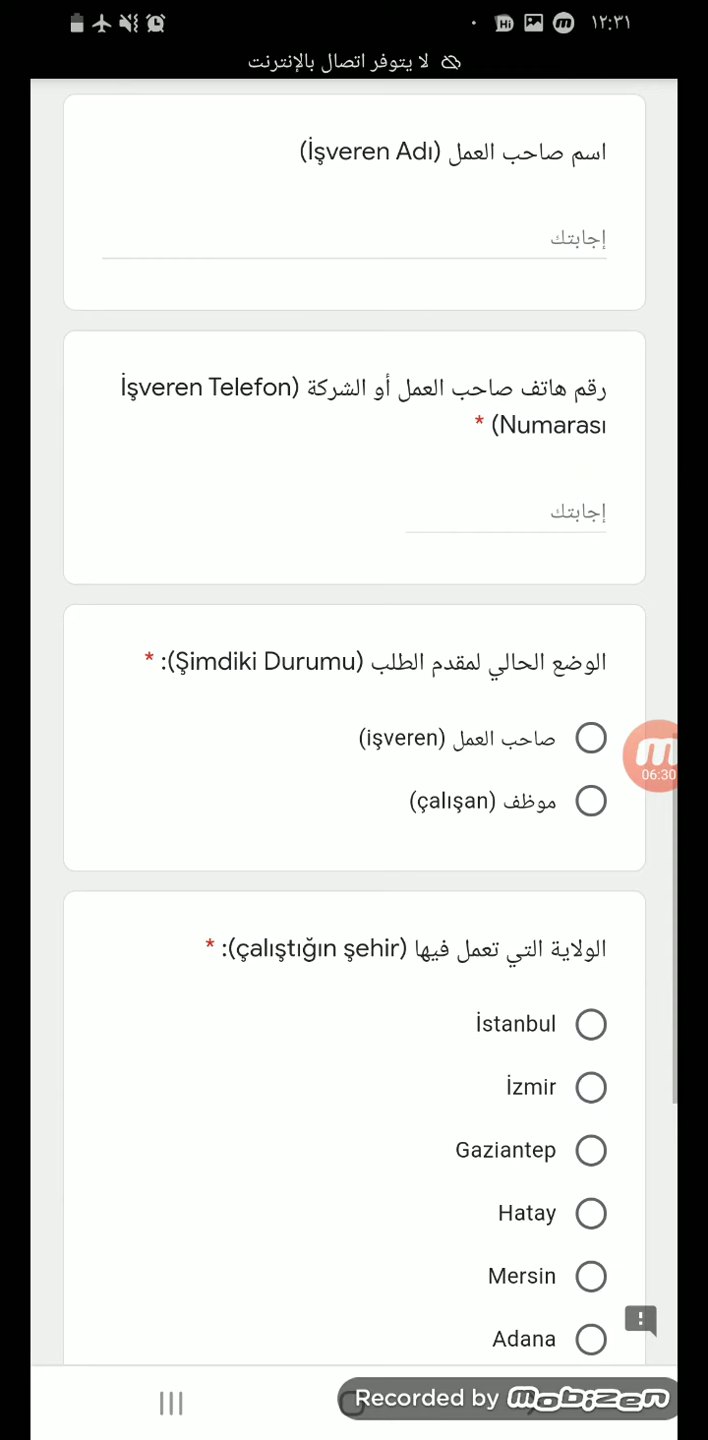 ١٢:٣١
لا يتوفر اتصال بالإنترنت
اسم صاحب العمل (İşveren Adı)
إجابتك
رقم هاتف صاحب العمل أو الشركة (İşveren Telefon
Numarası) *
إجابتك
الوضع الحالي لمقدم الطلب (Şimdiki Durumu): *
صاحب العمل (işveren)
موظف (çalışan)
06:30
الولاية التي تعمل فيها (çalıştığın şehir): *
İstanbul
İzmir
Gaziantep
Hatay
Mersin
Adana
Recorded by mobizen